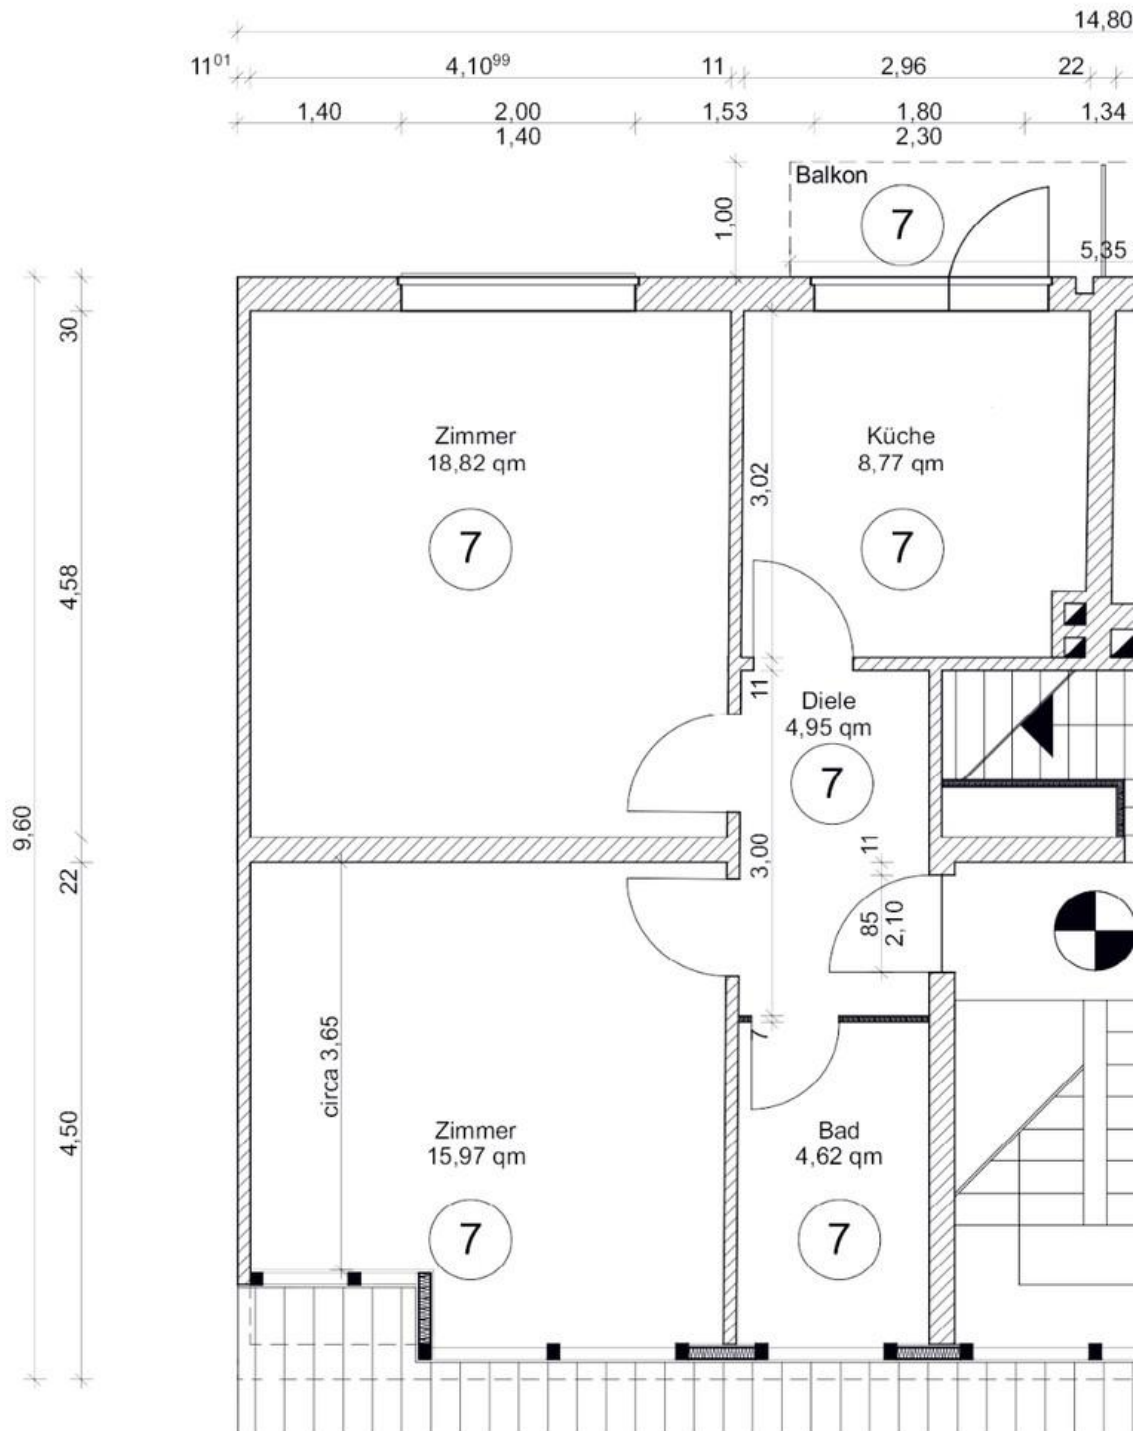 14,80
11⁰¹ 4,10⁹⁹ 11 2,96 22
1,40 2,00 1,53 1,80 1,34
1,40 2,30
Balkon
7
1,00
5,35
30
Zimmer
18,82 qm
7
Küche
8,77 qm
7
3,02
4,58
11
Diele
4,95 qm
7
9,60
22
3,00
11
85
2,10
7
circa 3,65
4,50
Zimmer
15,97 qm
7
Bad
4,62 qm
7